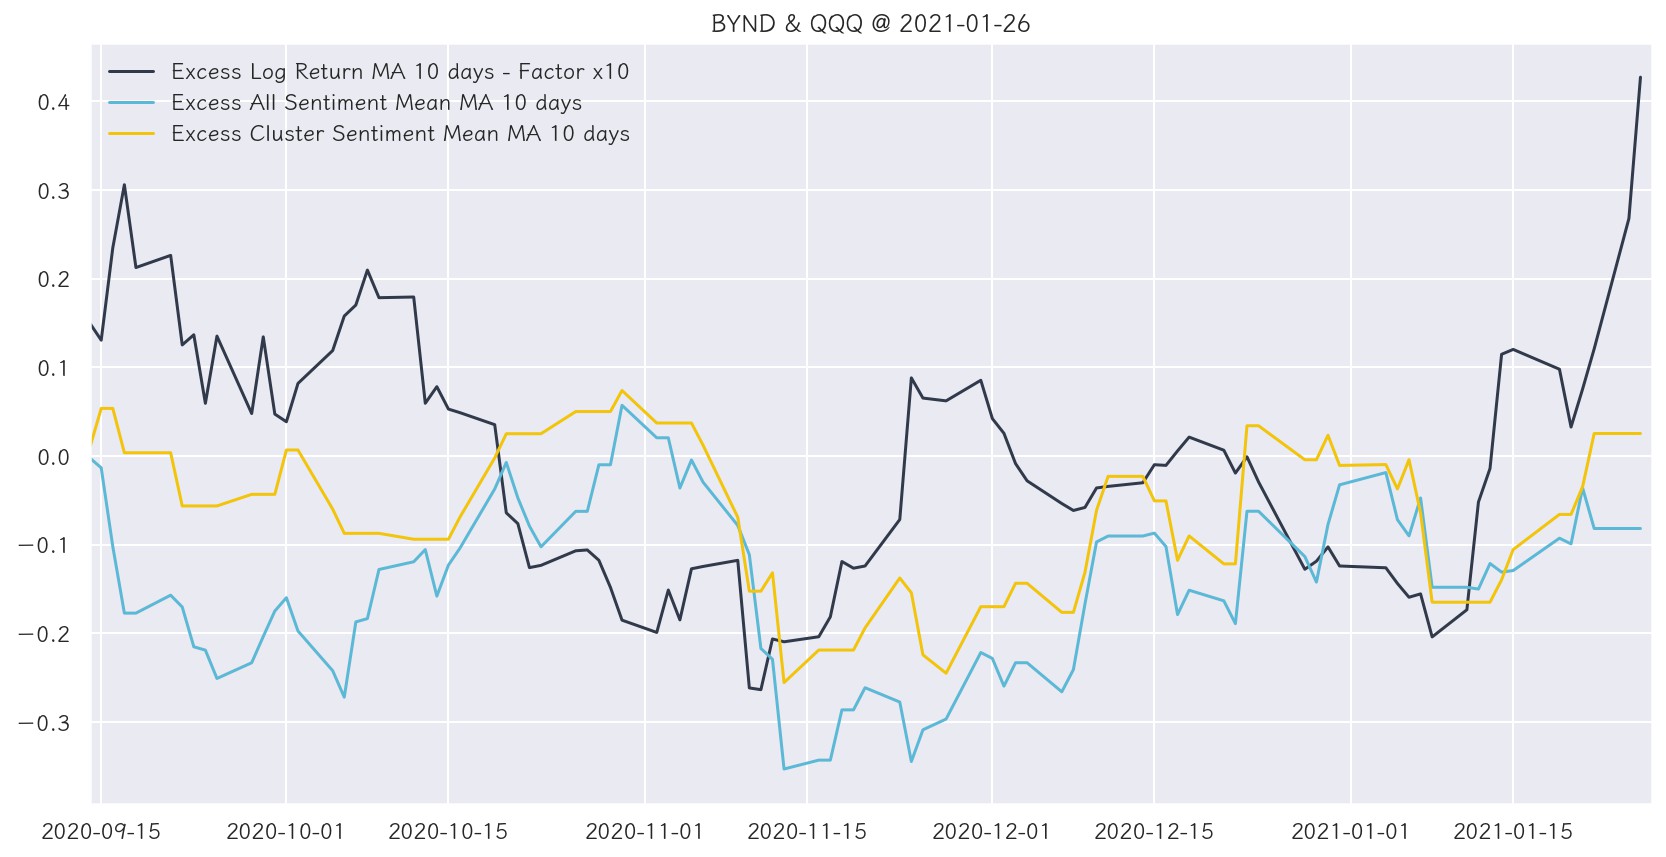 BYND & QQQ @ 2021-01-26
Excess Log Return MA 10 days - Factor x10
Excess All Sentiment Mean MA 10 days
Excess Cluster Sentiment Mean MA 10 days
0.4
0.3
0.2
0.1
0.0
−0.1
−0.2
−0.3
2020-09-15 2020-10-01 2020-10-15 2020-11-01 2020-11-15 2020-12-01 2020-12-15 2021-01-01 2021-01-15